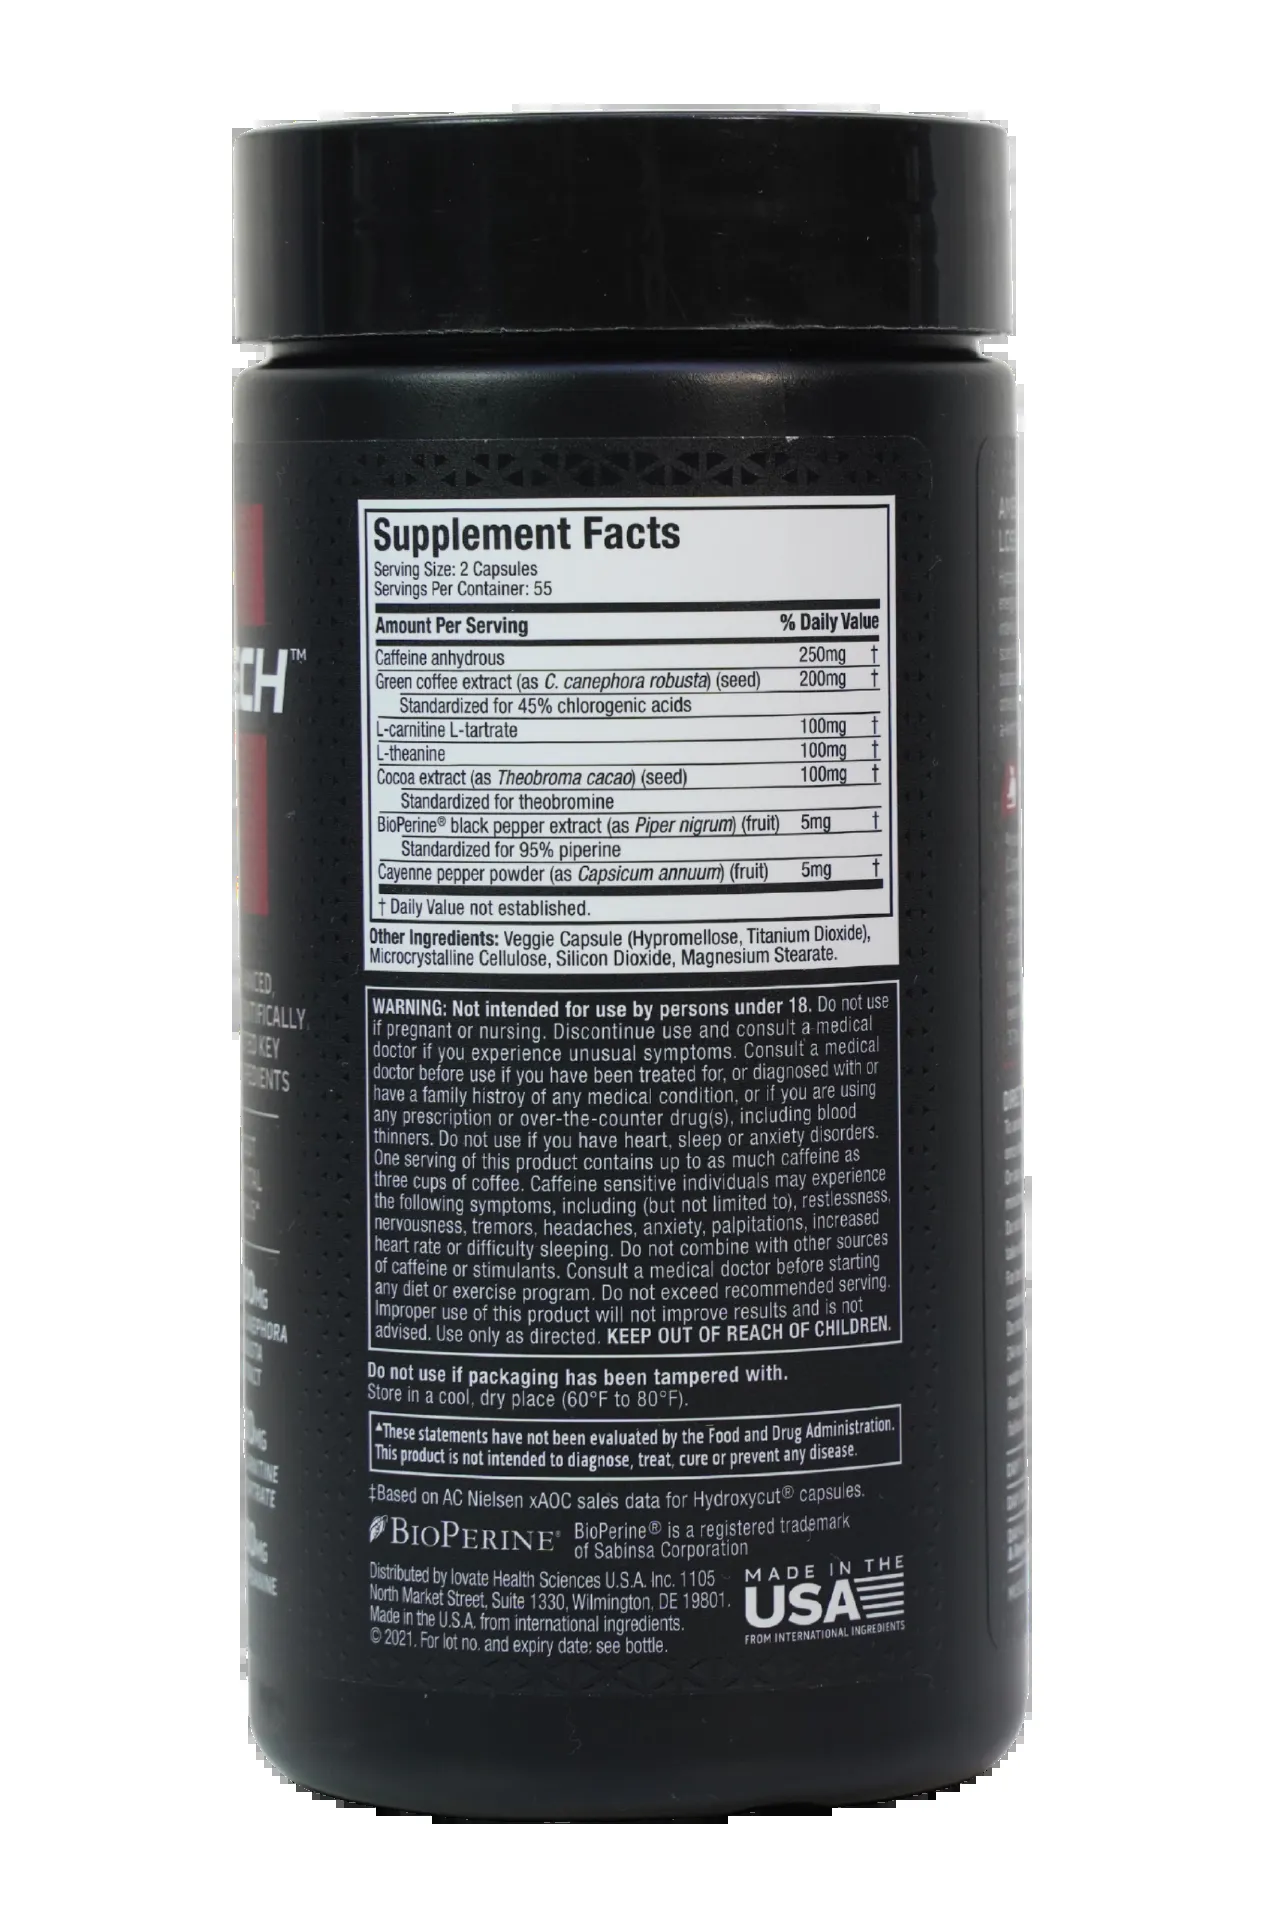 CH™
Supplement Facts
Serving Size: 2 Capsules
Servings Per Container: 55
Amount Per Serving % Daily Value
Caffeine anhydrous 250mg †
Green coffee extract (as C. canephora robusta) (seed) 200mg †
Standardized for 45% chlorogenic acids
L-carnitine L-tartrate 100mg †
L-theanine 100mg †
Cocoa extract (as Theobroma cacao) (seed) 100mg †
Standardized for theobromine
BioPerine® black pepper extract (as Piper nigrum) (fruit) 5mg †
Standardized for 95% piperine
Cayenne pepper powder (as Capsicum annuum) (fruit) 5mg †
† Daily Value not established.
Other Ingredients: Veggie Capsule (Hypromellose, Titanium Dioxide),
Microcrystalline Cellulose, Silicon Dioxide, Magnesium Stearate.
WARNING: Not intended for use by persons under 18. Do not use
if pregnant or nursing. Discontinue use and consult a medical
doctor if you experience unusual symptoms. Consult a medical
doctor before use if you have been treated for, or diagnosed with or
have a family histroy of any medical condition, or if you are using
any prescription or over-the-counter drug(s), including blood
thinners. Do not use if you have heart, sleep or anxiety disorders.
One serving of this product contains up to as much caffeine as
three cups of coffee. Caffeine sensitive individuals may experience
the following symptoms, including (but not limited to), restlessness,
nervousness, tremors, headaches, anxiety, palpitations, increased
heart rate or difficulty sleeping. Do not combine with other sources
of caffeine or stimulants. Consult a medical doctor before starting
any diet or exercise program. Do not exceed recommended serving.
Improper use of this product will not improve results and is not
advised. Use only as directed. KEEP OUT OF REACH OF CHILDREN.
Do not use if packaging has been tampered with.
Store in a cool, dry place (60°F to 80°F).
▲These statements have not been evaluated by the Food and Drug Administration.
This product is not intended to diagnose, treat, cure or prevent any disease.
‡Based on AC Nielsen xAOC sales data for Hydroxycut® capsules.
BIOPERINE® BioPerine® is a registered trademark
of Sabinsa Corporation
Distributed by Iovate Health Sciences U.S.A. Inc. 1105
North Market Street, Suite 1330, Wilmington, DE 19801.
Made in the U.S.A. from international ingredients.
© 2021. For lot no. and expiry date: see bottle.
MADE IN THE
USA
FROM INTERNATIONAL INGREDIENTS